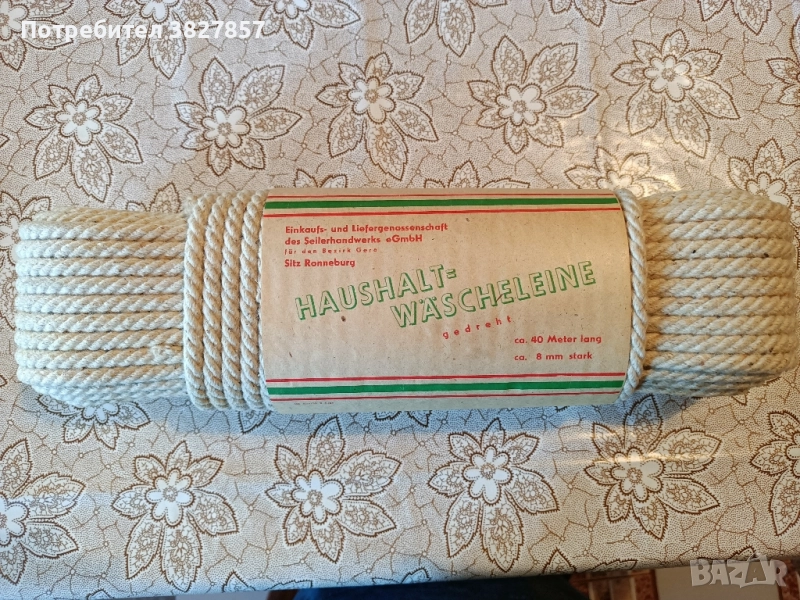 Потребител 3827857
Einkaufs- und Liefergenossenschaft
des Seilerhandwerks eGmbH
für den Bezirk Gera
Sitz Ronneburg
HAUSHALT=
WÄSCHELEINE
gedreht
ca. 40 Meter lang
ca. 8 mm stark
BAZAR